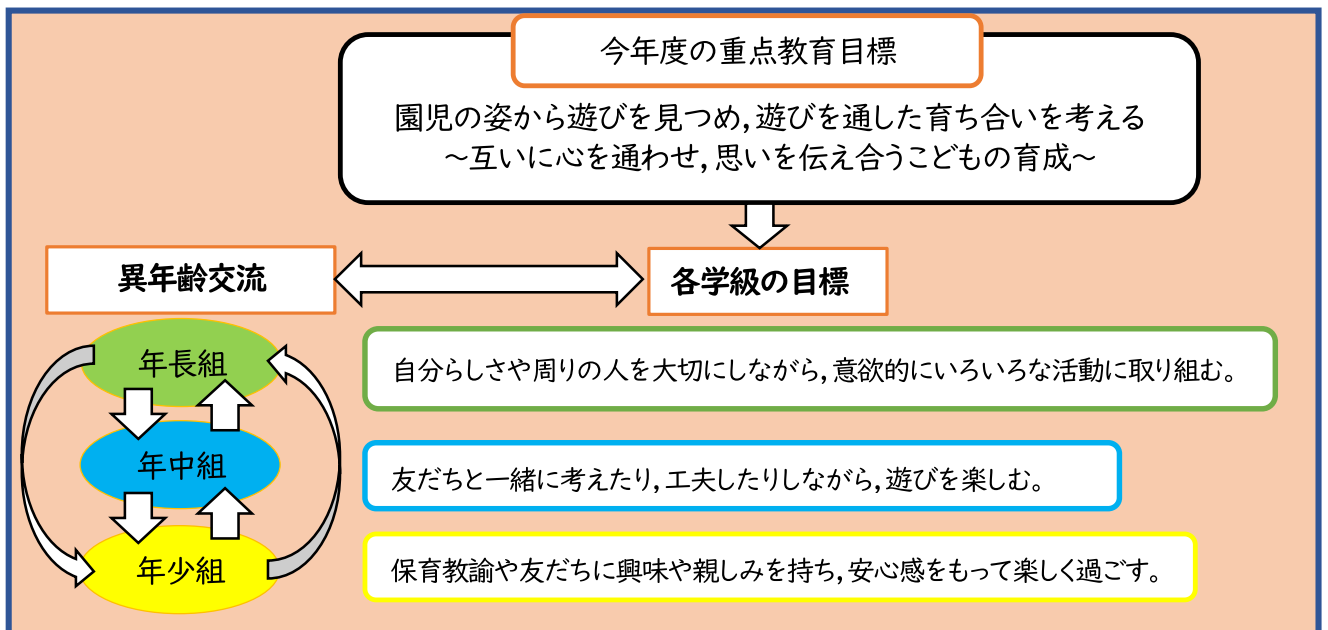 今年度の重点教育目標
園児の姿から遊びを見つめ,遊びを通した育ち合いを考える
~互いに心を通わせ,思いを伝え合うこどもの育成~
異年齢交流
各学級の目標
年長組
自分らしさや周りの人を大切にしながら,意欲的にいろいろな活動に取り組む。
年中組
友だちと一緒に考えたり,工夫したりしながら,遊びを楽しむ。
年少組
保育教諭や友だちに興味や親しみを持ち,安心感をもって楽しく過ごす。